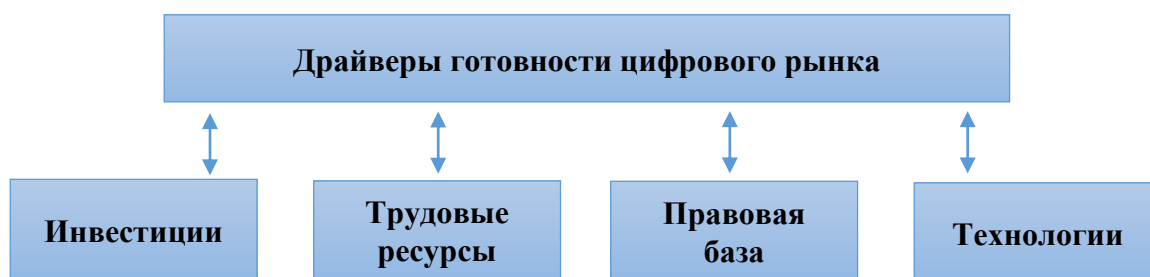 Драйверы готовности цифрового рынка
Инвестиции
Трудовые
ресурсы
Правовая
база
Технологии